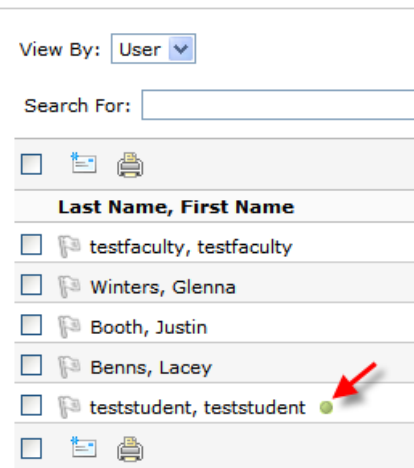 View By: User
Search For:
Last Name, First Name
testfaculty, testfaculty
Winters, Glenna
Booth, Justin
Benns, Lacey
teststudent, teststudent